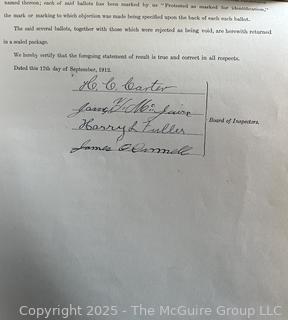 named thereon; each of said ballots has been marked by us "Protested as marked for identification,"
the mark or marking to which objection was made being specified upon the back of each such ballot.
The said several ballots, together with those which were rejected as being void, are herewith returned
in a sealed package.
We hereby certify that the foregoing statement of result is true and correct in all respects.
Dated this 17th day of September, 1912.
H. C. Carter
Harry L Fuller
Board of Inspectors.
James O Connell
Copyright 2025 - The McGuire Group LLC